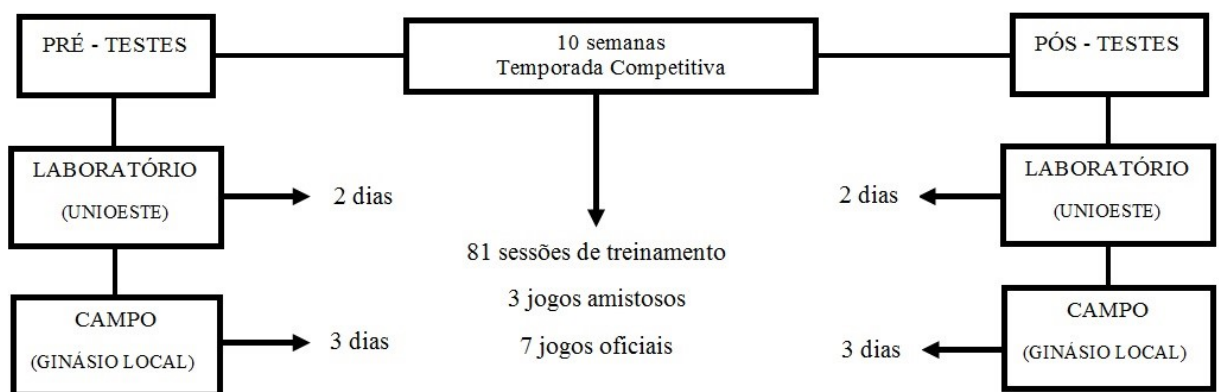 PRÉ - TESTES
10 semanas
Temporada Competitiva
PÓS - TESTES
LABORATÓRIO
(UNIOESTE)
2 dias
2 dias
LABORATÓRIO
(UNIOESTE)
81 sessões de treinamento
3 jogos amistosos
7 jogos oficiais
CAMPO
(GINÁSIO LOCAL)
3 dias
3 dias
CAMPO
(GINÁSIO LOCAL)